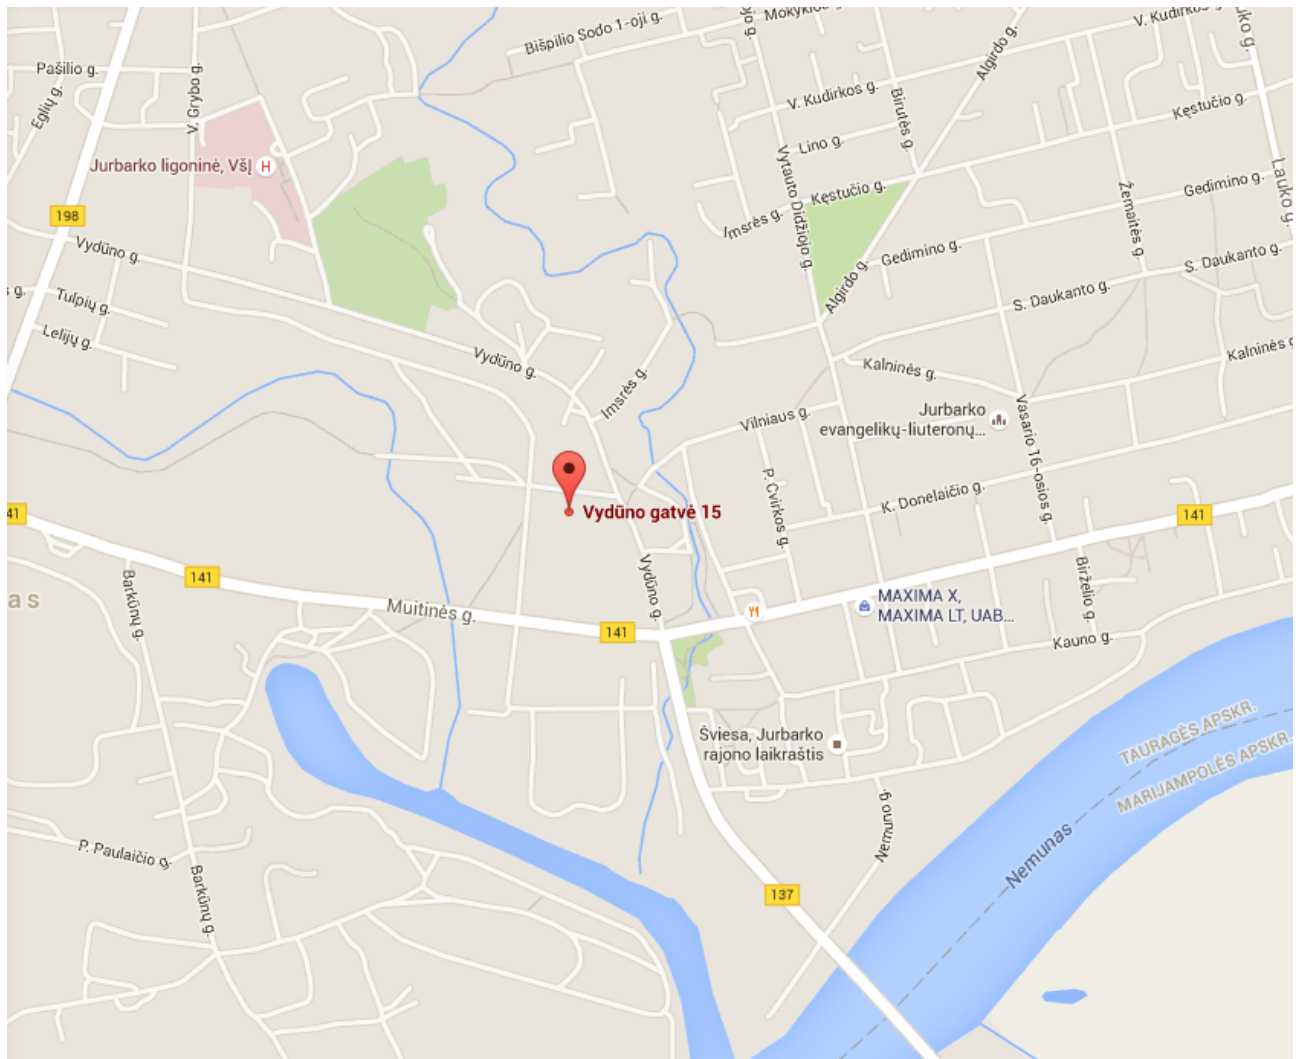 Bišpilio Sodo 1-oji g.
V. Kudirkos g.
Pašilio g.
Eglių g.
V. Grybo g.
Algirdo g.
V. Kudirkos g.
Birutės g.
Kęstučio g.
Lino g.
Jurbarko ligoninė, VšĮ
H
Vytauto Didžiojo g.
Kęstučio g.
Žemaitės g.
Gedimino g.
Lauko g.
198
Imsrės g.
Vydūno g.
Gedimino g.
S. Daukanto g.
Algirdo g.
Tulpių g.
S. Daukanto g.
Lelijų g.
Vydūno g.
Kalninės g.
Kalninės g.
Imsrės g.
Vilniaus g.
Jurbarko
evangelikų-liuteronų...
Vasario 16-osios g.
P. Cvirkos g.
K. Donelaičio g.
41
Vydūno gatvė 15
141
141
Barkūnų g.
Vydūno g.
Birželio g.
as
Muitinės g.
141
MAXIMA X,
MAXIMA LT, UAB...
Kauno g.
Šviesa, Jurbarko
rajono laikraštis
TAURAGĖS APSKR.
MARIJAMPOLĖS APSKR.
Nemuno g.
P. Paulaičio g.
Barkūnų g.
Nemunas
137